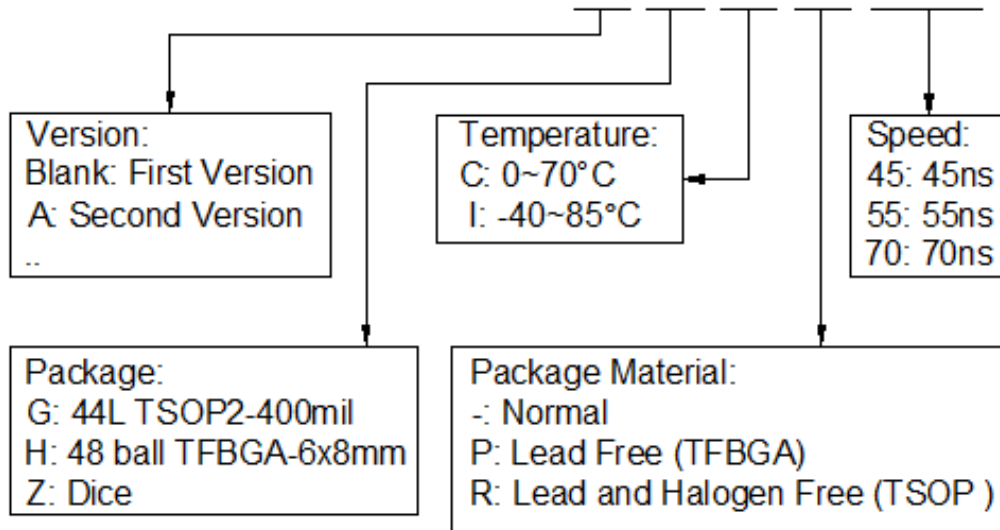 Version:
Blank: First Version
A: Second Version
..
Temperature:
C: 0~70°C
I: -40~85°C
Speed:
45: 45ns
55: 55ns
70: 70ns
Package:
G: 44L TSOP2-400mil
H: 48 ball TFBGA-6x8mm
Z: Dice
Package Material:
-: Normal
P: Lead Free (TFBGA)
R: Lead and Halogen Free (TSOP )